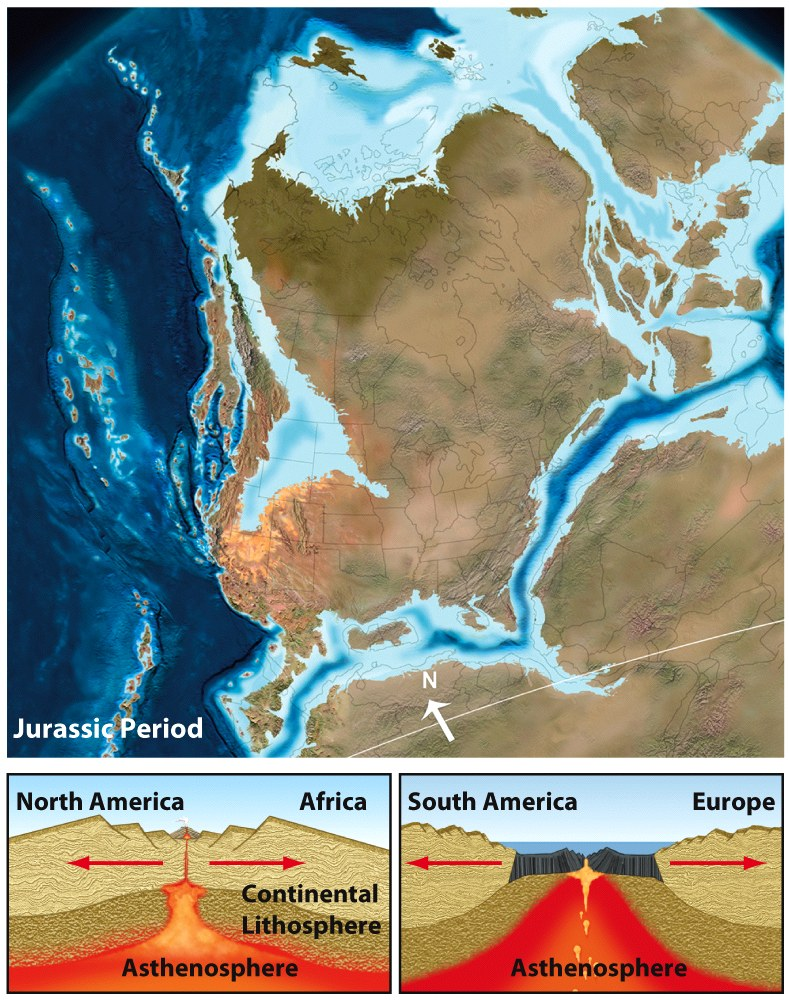 N
Jurassic Period
North America
Africa
Continental
Lithosphere
Asthenosphere
South America
Europe
Asthenosphere